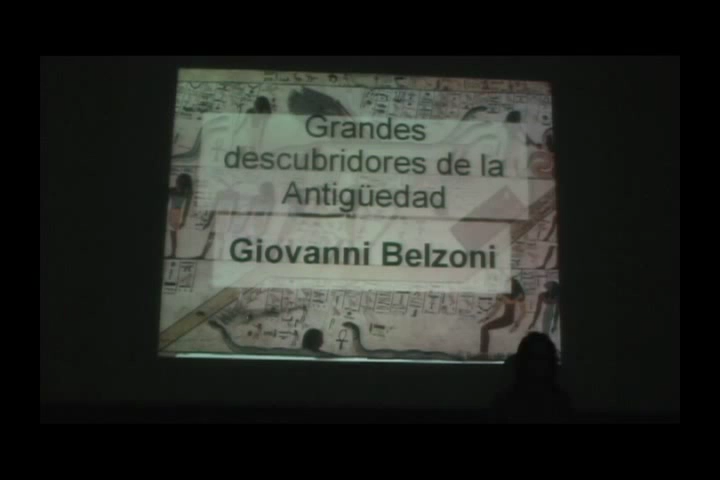 Grandes
descubridores de la
Antigüedad
Giovanni Belzoni